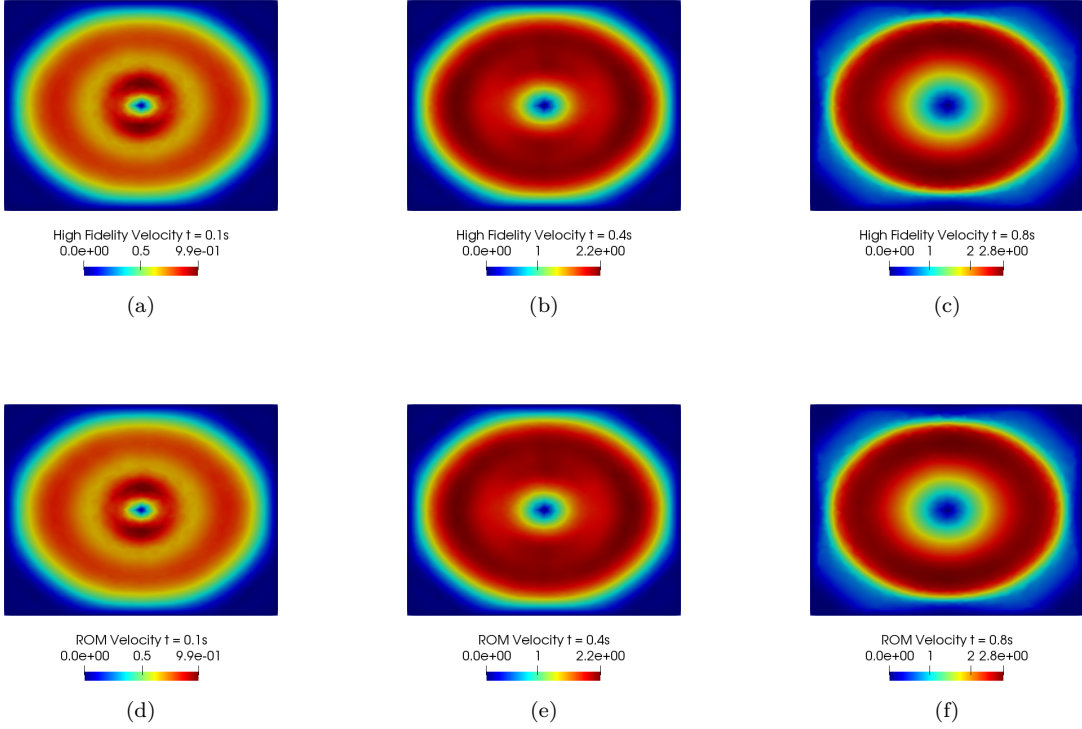 High Fidelity Velocity t = 0.1s
0.0e+00 0.5 9.9e-01
(a)
High Fidelity Velocity t = 0.4s
0.0e+00 1 2.2e+00
(b)
High Fidelity Velocity t = 0.8s
0.0e+00 1 2 2.8e+00
(c)
ROM Velocity t = 0.1s
0.0e+00 0.5 9.9e-01
(d)
ROM Velocity t = 0.4s
0.0e+00 1 2.2e+00
(e)
ROM Velocity t = 0.8s
0.0e+00 1 2 2.8e+00
(f)